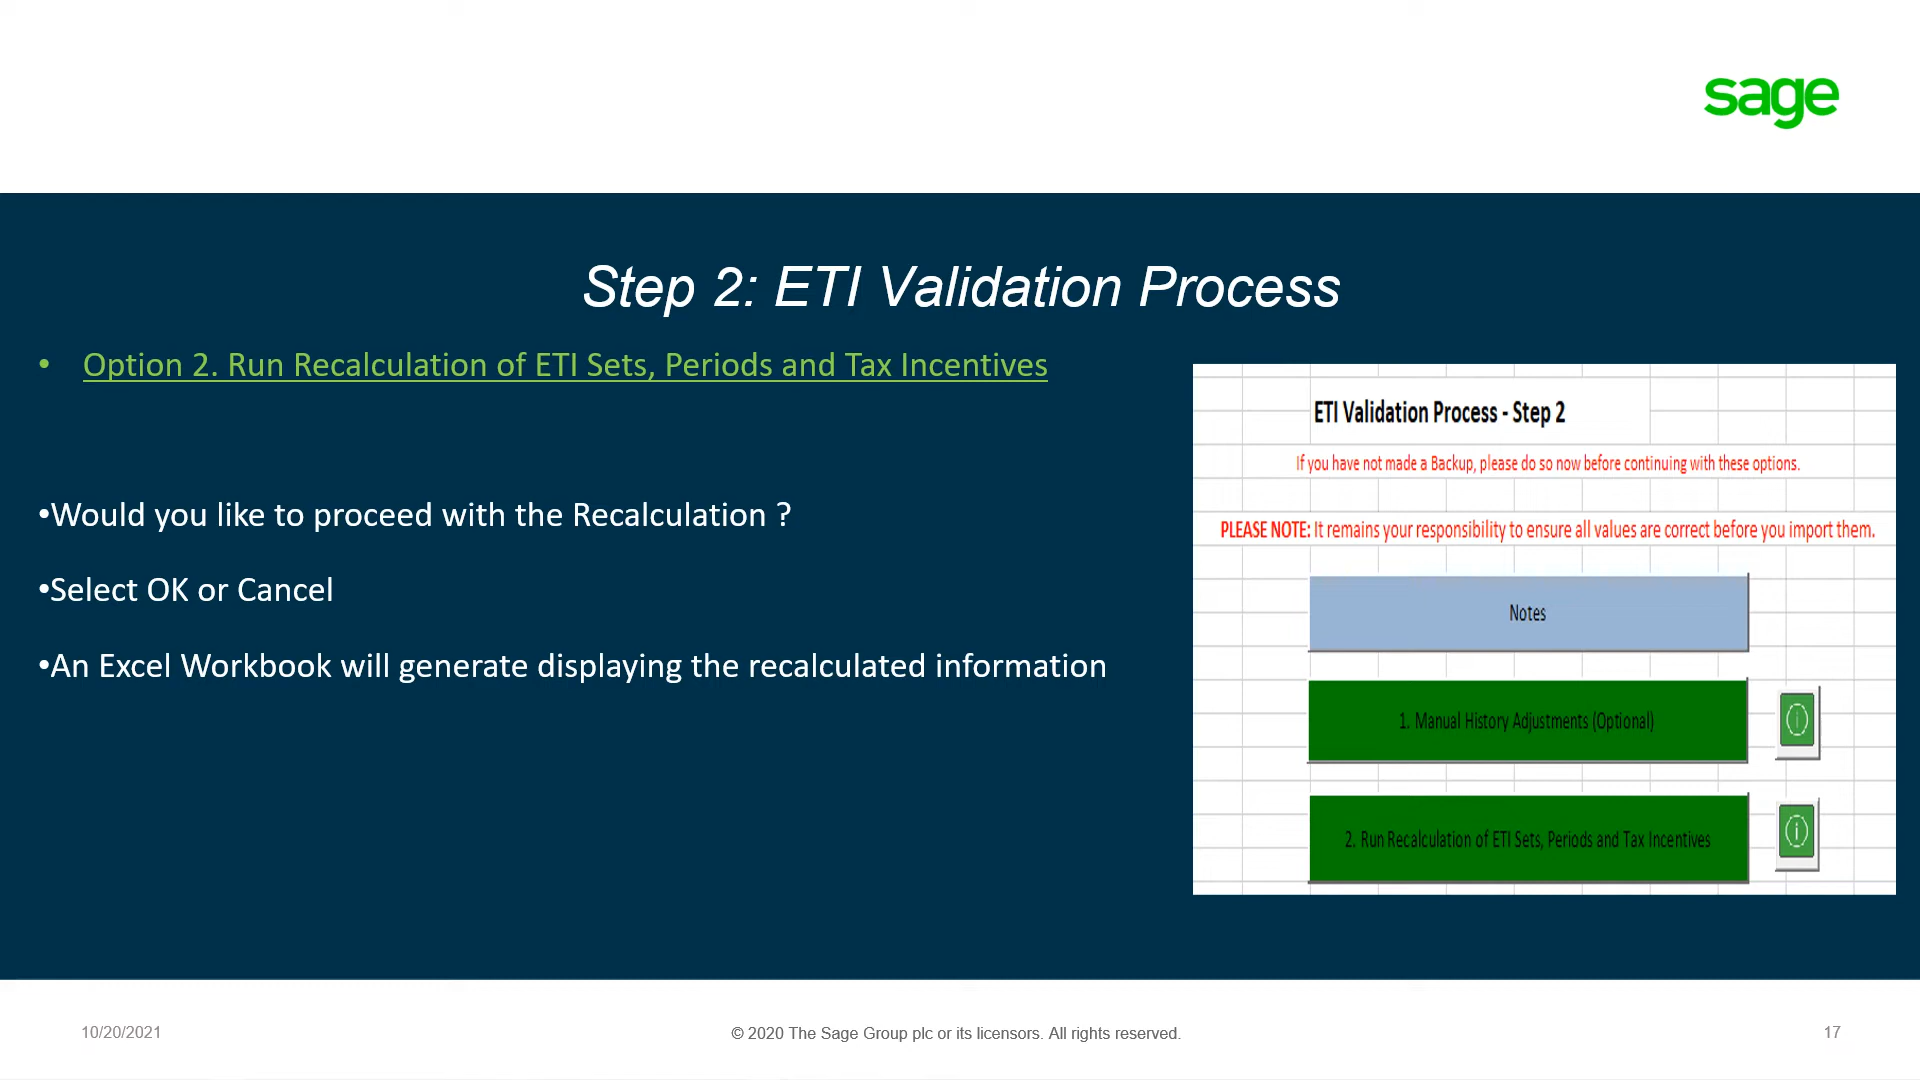 sage
Step 2: ETI Validation Process
• Option 2. Run Recalculation of ETI Sets, Periods and Tax Incentives
•Would you like to proceed with the Recalculation ?
•Select OK or Cancel
•An Excel Workbook will generate displaying the recalculated information
ETI Validation Process - Step 2
If you have not made a Backup, please do so now before continuing with these options.
PLEASE NOTE: It remains your responsibility to ensure all values are correct before you import them.
Notes
1. Manual History Adjustments (Optional)
2. Run Recalculation of ETI Sets, Periods and Tax Incentives
10/20/2021
© 2020 The Sage Group plc or its licensors. All rights reserved.
17